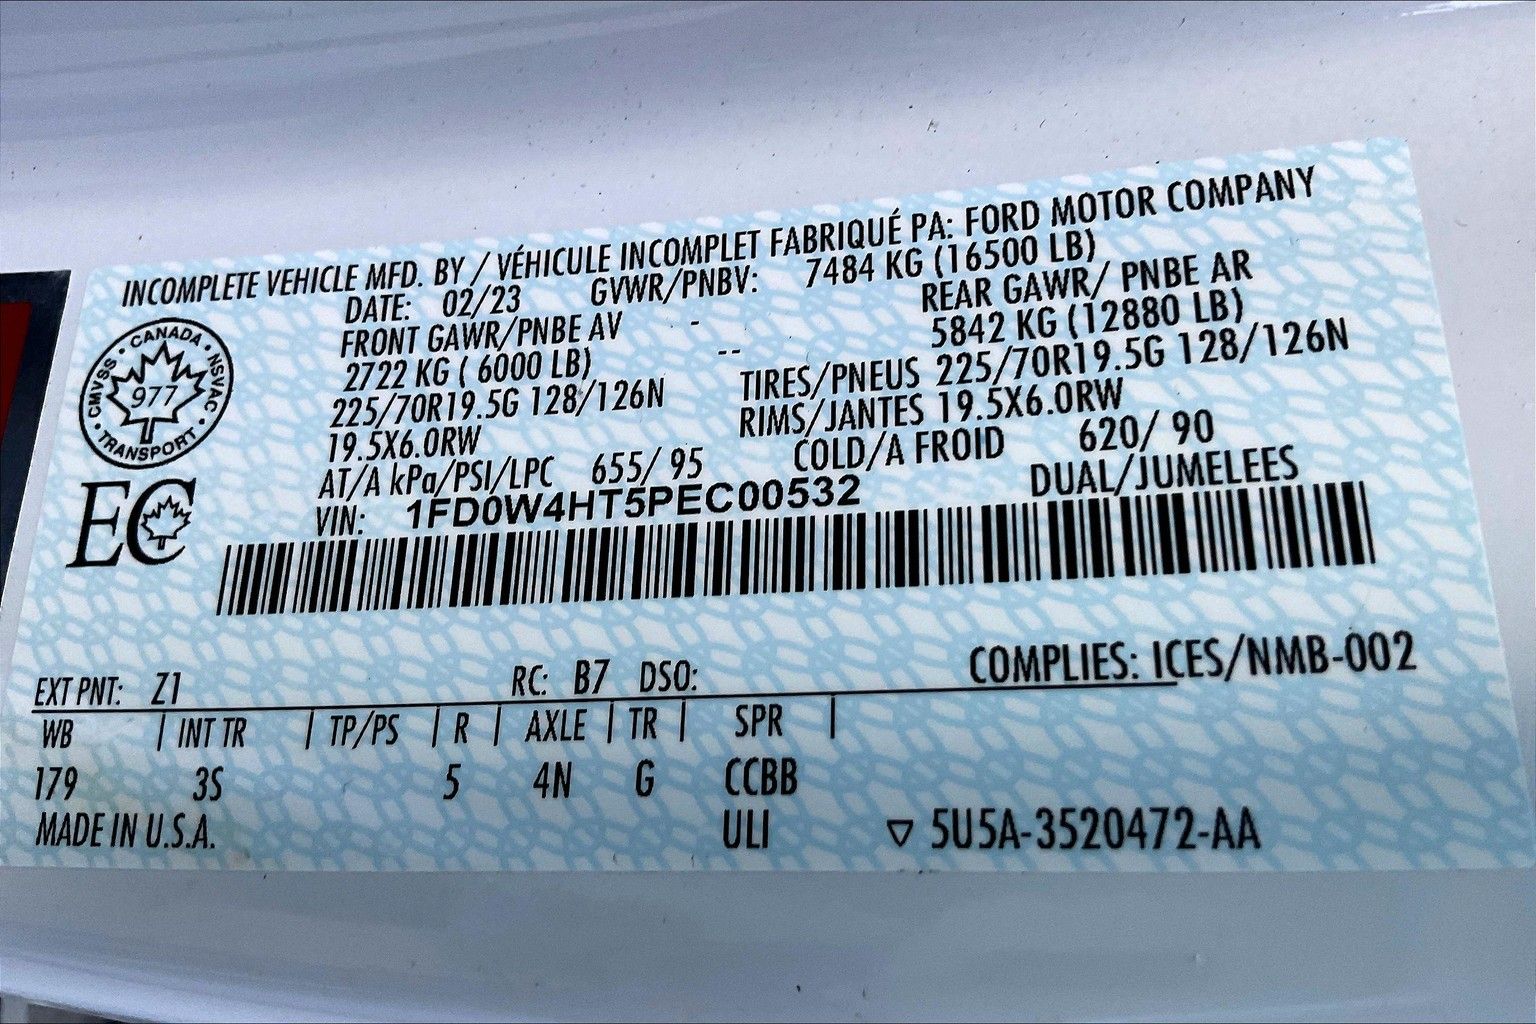 INCOMPLETE VEHICLE MFD. BY / VÉHICULE INCOMPLET FABRIQUÉ PA: FORD MOTOR COMPANY
DATE: 02/23 GVWR/PNBV: 7484 KG (16500 LB)
FRONT GAWR/PNBE AV - REAR GAWR/ PNBE AR
2722 KG ( 6000 LB) -- 5842 KG (12880 LB)
225/70R19.5G 128/126N TIRES/PNEUS 225/70R19.5G 128/126N
19.5X6.0RW RIMS/JANTES 19.5X6.0RW
AT/A kPa/PSI/LPC 655/ 95 COLD/A FROID 620/ 90
VIN: 1FD0W4HT5PEC00532 DUAL/JUMELEES
CANADA
CMVSS • NSVAC
977
TRANSPORT
EC
COMPLIES: ICES/NMB-002
EXT PNT: Z1 RC: B7 DSO:
WB | INT TR | TP/PS | R | AXLE | TR | SPR |
179 3S 5 4N G CCBB
MADE IN U.S.A. ULI ▽ 5U5A-3520472-AA